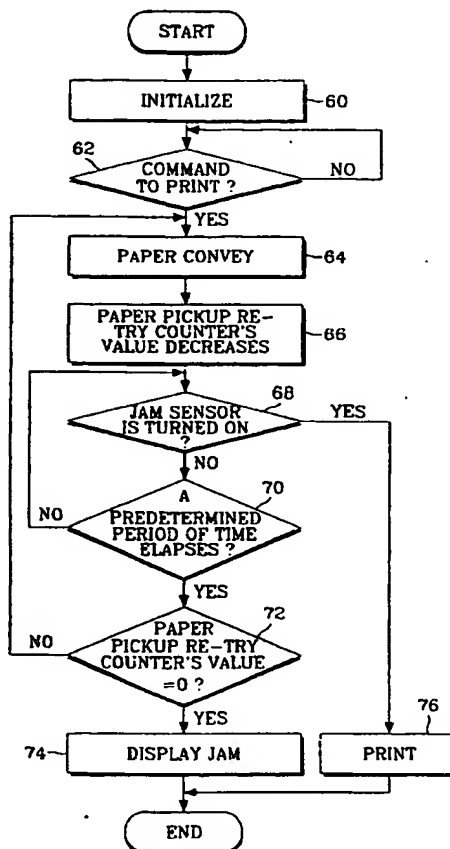 START
INITIALIZE
60
62
COMMAND
TO PRINT ?
NO
YES
PAPER CONVEY
64
PAPER PICKUP RE-
TRY COUNTER'S
VALUE DECREASES
66
68
JAM SENSOR
IS TURNED ON
?
YES
NO
A
PREDETERMINED
PERIOD OF TIME
ELAPSES ?
70
NO
YES
PAPER
PICKUP RE-TRY
COUNTER'S VALUE
=0 ?
72
NO
YES
74
DISPLAY JAM
76
PRINT
END